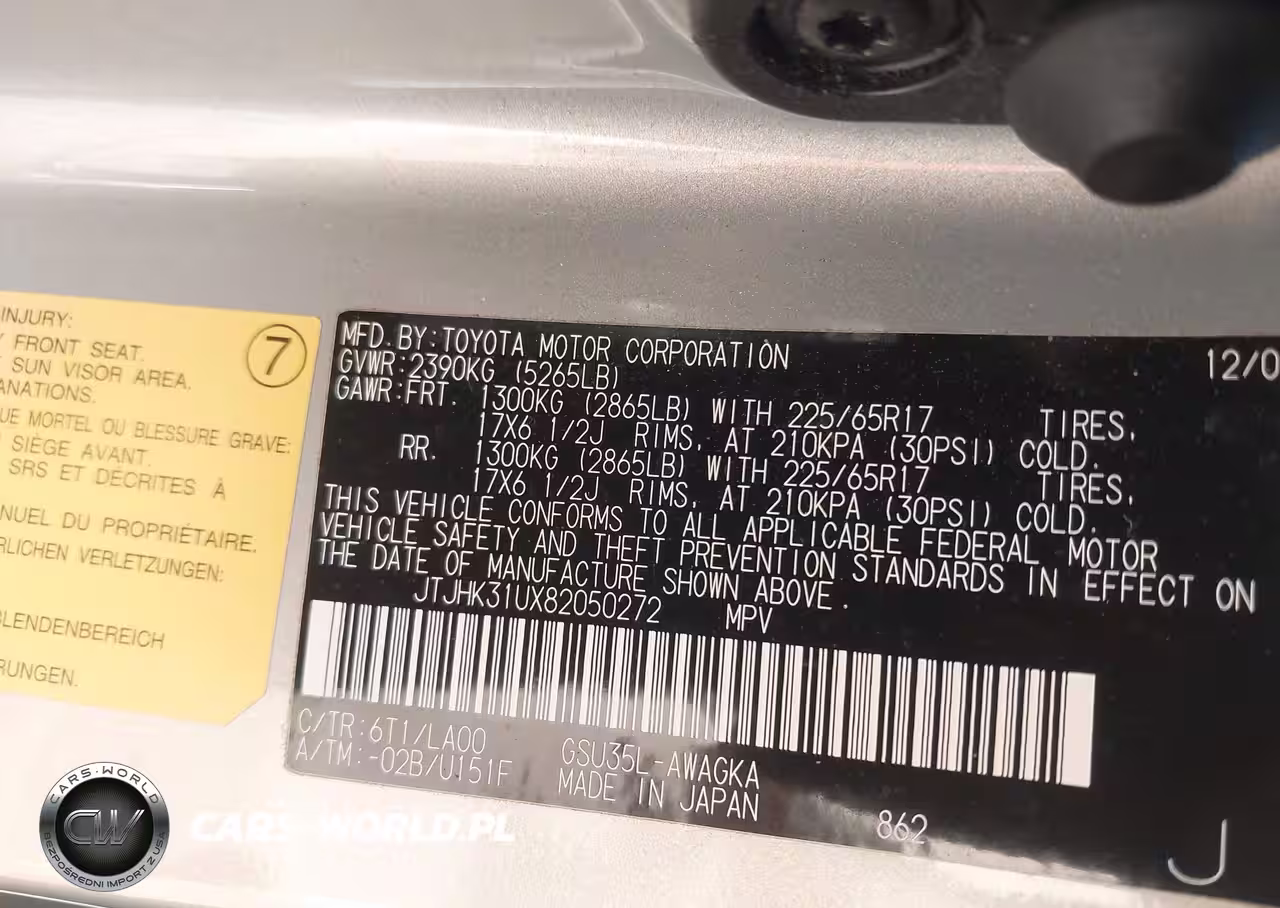 INJURY:
FRONT SEAT.
SUN VISOR AREA.
ANATIONS.
UE MORTEL OU BLESSURE GRAVE:
SIÈGE AVANT.
SRS ET DÉCRITES À
NUEL DU PROPRIÉTAIRE.
RLICHEN VERLETZUNGEN:
BLENDENBEREICH
RUNGEN.
7
MFD.BY:TOYOTA MOTOR CORPORATION 12/0
GVWR:2390KG (5265LB)
GAWR:FRT. 1300KG (2865LB) WITH 225/65R17 TIRES,
17X6 1/2J RIMS, AT 210KPA (30PSI) COLD.
RR. 1300KG (2865LB) WITH 225/65R17 TIRES,
17X6 1/2J RIMS, AT 210KPA (30PSI) COLD.
THIS VEHICLE CONFORMS TO ALL APPLICABLE FEDERAL MOTOR
VEHICLE SAFETY AND THEFT PREVENTION STANDARDS IN EFFECT ON
THE DATE OF MANUFACTURE SHOWN ABOVE.
JTJHK31UX82050272 MPV
C/TR:6T1/LA00 GSU35L-AWAGKA
A/TM:-02B/U151F MADE IN JAPAN
862
J
CARS-WORLD
CW
BEZPOŚREDNI IMPORT Z USA
CARS-WORLD.PL